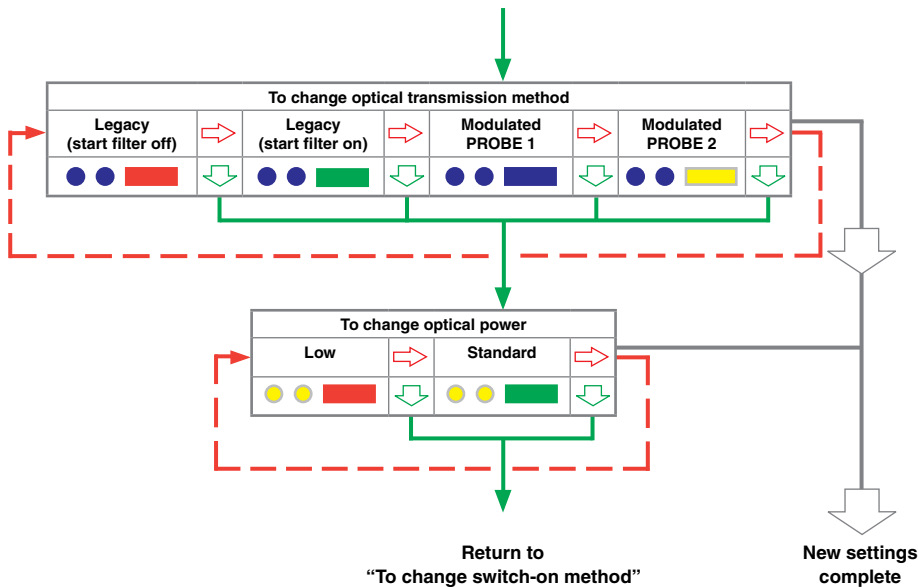 To change optical transmission method
Legacy
(start filter off)
Legacy
(start filter on)
Modulated
PROBE 1
Modulated
PROBE 2
To change optical power
Low
Standard
Return to
“To change switch-on method”
New settings
complete